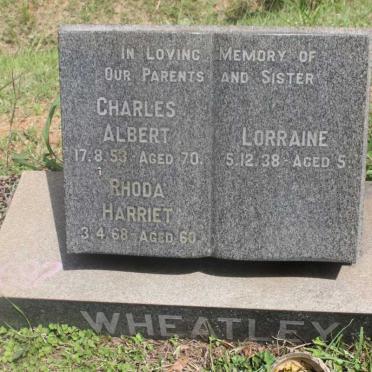 IN LOVING MEMORY OF
OUR PARENTS AND SISTER
CHARLES
ALBERT
17.8.53 - AGED 70.
RHODA
HARRIET
3.4.68 - AGED 60
LORRAINE
5.12.38 - AGED 5
WHEATLEY